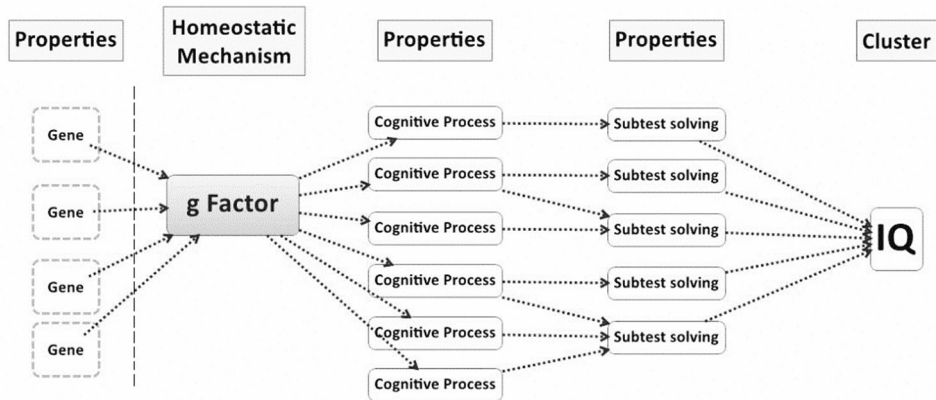 Properties
Homeostatic
Mechanism
Properties
Properties
Cluster
Gene
Gene
Gene
Gene
g Factor
Cognitive Process
Cognitive Process
Cognitive Process
Cognitive Process
Cognitive Process
Cognitive Process
Subtest solving
Subtest solving
Subtest solving
Subtest solving
Subtest solving
IQ